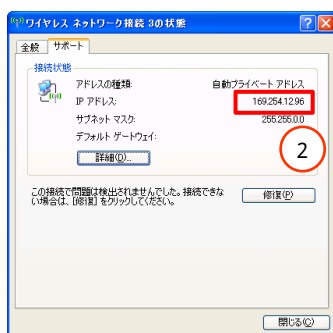 ワイヤレス ネットワーク接続 3の状態
全般 サポート
接続状態
アドレスの種類: 自動プライベート アドレス
IP アドレス: 169.254.12.96
サブネット マスク: 255.255.0.0
デフォルト ゲートウェイ:
詳細(D)...
2
この接続で問題は検出されませんでした。接続できな
い場合は、[修復] をクリックしてください。
修復(P)
閉じる(C)